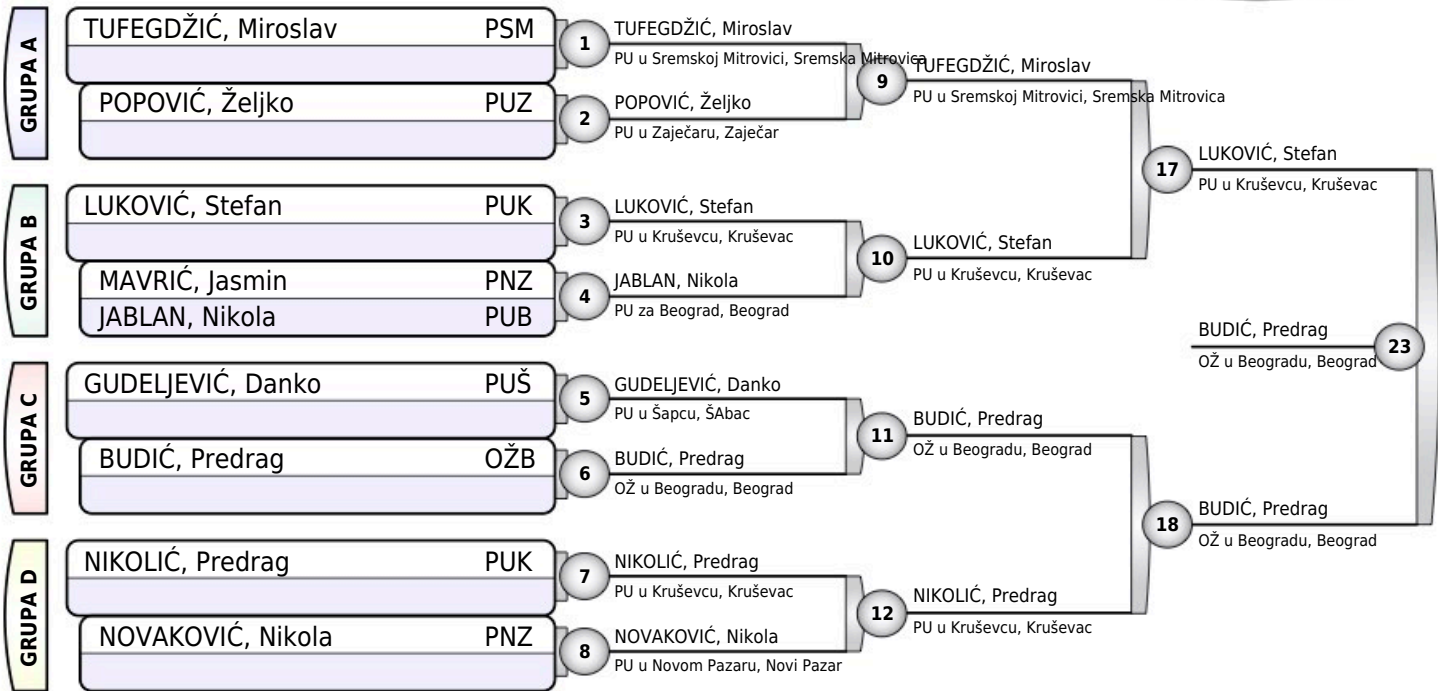 GRUPA A
TUFEGDŽIĆ, Miroslav PSM
POPOVIĆ, Željko PUZ
GRUPA B
LUKOVIĆ, Stefan PUK
MAVRIĆ, Jasmin PNZ
JABLAN, Nikola PUB
GRUPA C
GUDELJEVIĆ, Danko PUŠ
BUDIĆ, Predrag OŽB
GRUPA D
NIKOLIĆ, Predrag PUK
NOVAKOVIĆ, Nikola PNZ
1
TUFEGDŽIĆ, Miroslav
PU u Sremskoj Mitrovici, Sremska Mitrovica
2
POPOVIĆ, Željko
PU u Zaječaru, Zaječar
3
LUKOVIĆ, Stefan
PU u Kruševcu, Kruševac
4
JABLAN, Nikola
PU za Beograd, Beograd
5
GUDELJEVIĆ, Danko
PU u Šapcu, ŠAbac
6
BUDIĆ, Predrag
OŽ u Beogradu, Beograd
7
NIKOLIĆ, Predrag
PU u Kruševcu, Kruševac
8
NOVAKOVIĆ, Nikola
PU u Novom Pazaru, Novi Pazar
9
TUFEGDŽIĆ, Miroslav
PU u Sremskoj Mitrovici, Sremska Mitrovica
10
LUKOVIĆ, Stefan
PU u Kruševcu, Kruševac
11
BUDIĆ, Predrag
OŽ u Beogradu, Beograd
12
NIKOLIĆ, Predrag
PU u Kruševcu, Kruševac
17
LUKOVIĆ, Stefan
PU u Kruševcu, Kruševac
18
BUDIĆ, Predrag
OŽ u Beogradu, Beograd
BUDIĆ, Predrag
OŽ u Beogradu, Beograd
23